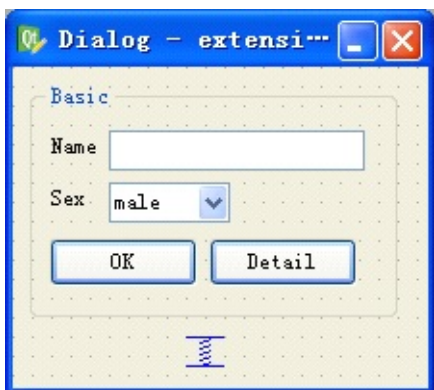 Dialog - extensi...
Basic
Name
Sex male
OK Detail